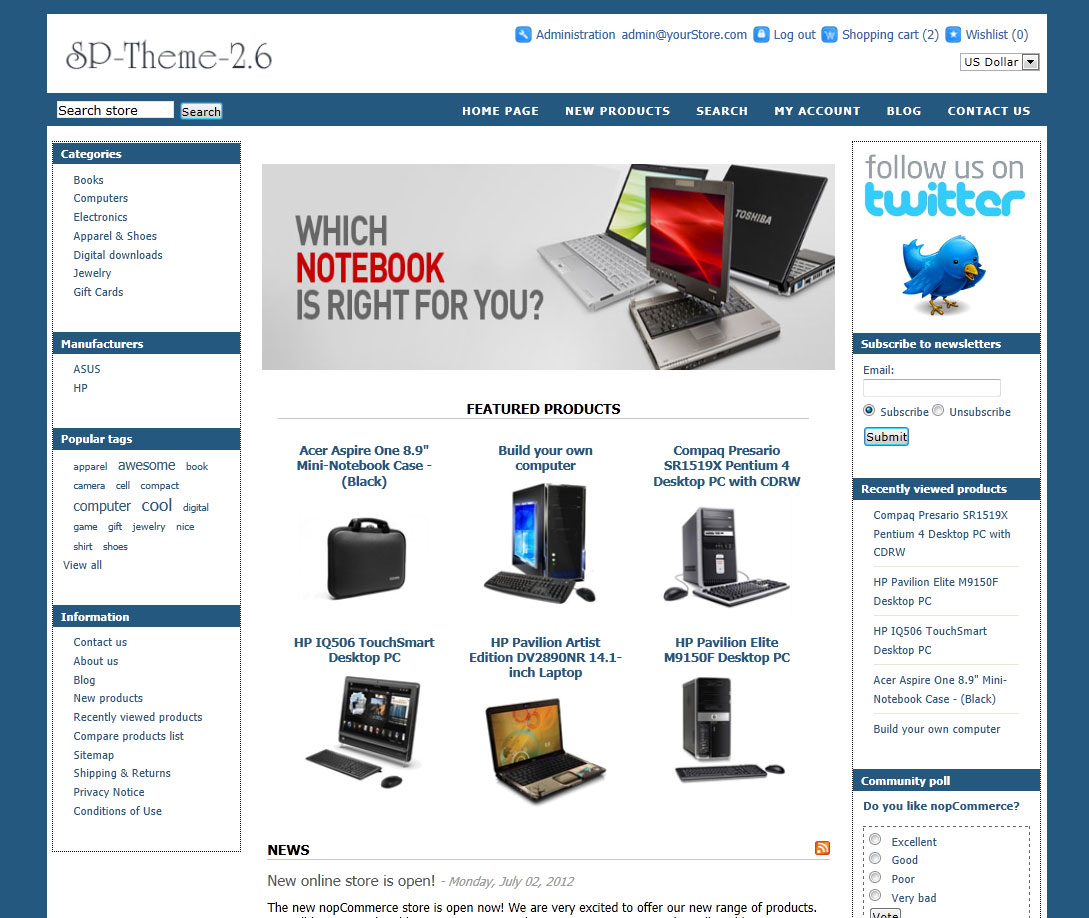 SP-Theme-2.6
Administration admin@yourStore.com Log out Shopping cart (2) Wishlist (0)
US Dollar
Search store Search
HOME PAGE NEW PRODUCTS SEARCH MY ACCOUNT BLOG CONTACT US
Categories
Books
Computers
Electronics
Apparel & Shoes
Digital downloads
Jewelry
Gift Cards
Manufacturers
ASUS
HP
Popular tags
apparel awesome book
camera cell compact
computer cool digital
game gift jewelry nice
shirt shoes
View all
Information
Contact us
About us
Blog
New products
Recently viewed products
Compare products list
Sitemap
Shipping & Returns
Privacy Notice
Conditions of Use
WHICH
NOTEBOOK
IS RIGHT FOR YOU?
TOSHIBA
FEATURED PRODUCTS
Acer Aspire One 8.9"
Mini-Notebook Case -
(Black)
Build your own
computer
Compaq Presario
SR1519X Pentium 4
Desktop PC with CDRW
HP IQ506 TouchSmart
Desktop PC
HP Pavilion Artist
Edition DV2890NR 14.1-
inch Laptop
HP Pavilion Elite
M9150F Desktop PC
NEWS
New online store is open! - Monday, July 02, 2012
The new nopCommerce store is open now! We are very excited to offer our new range of products.
follow us on
twitter
Subscribe to newsletters
Email:
Subscribe Unsubscribe
Submit
Recently viewed products
Compaq Presario SR1519X
Pentium 4 Desktop PC with
CDRW
HP Pavilion Elite M9150F
Desktop PC
HP IQ506 TouchSmart
Desktop PC
Acer Aspire One 8.9" Mini-
Notebook Case - (Black)
Build your own computer
Community poll
Do you like nopCommerce?
Excellent
Good
Poor
Very bad
Vote